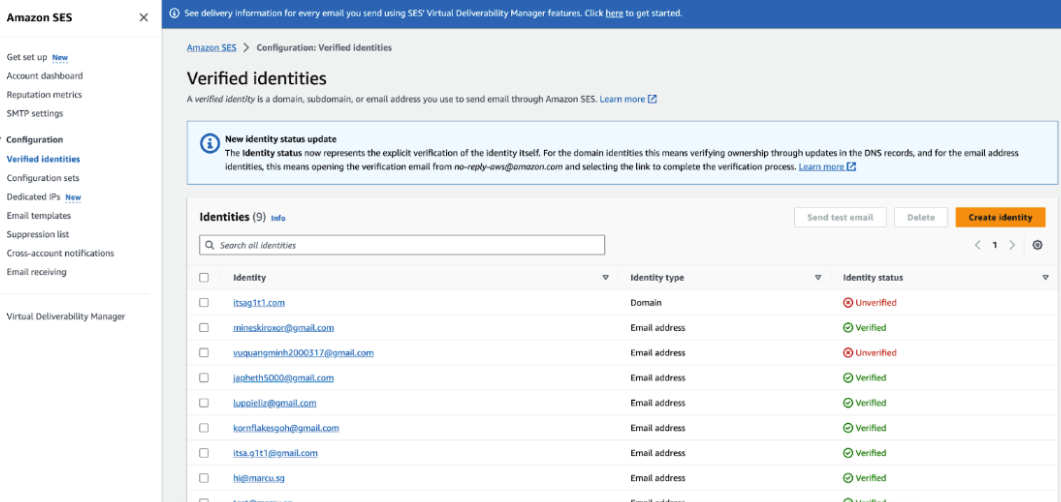 Amazon SES
See delivery information for every email you send using SES' Virtual Deliverability Manager features. Click here to get started.
Get set up New
Account dashboard
Reputation metrics
SMTP settings
Configuration
Verified identities
Configuration sets
Dedicated IPs New
Email templates
Suppression list
Cross-account notifications
Email receiving
Virtual Deliverability Manager
Amazon SES > Configuration: Verified identities
Verified identities
A verified identity is a domain, subdomain, or email address you use to send email through Amazon SES. Learn more
New identity status update
The Identity status now represents the explicit verification of the identity itself. For the domain identities this means verifying ownership through updates in the DNS records, and for the email address
identities, this means opening the verification email from no-reply-aws@amazon.com and selecting the link to complete the verification process. Learn more
Identities (9) Info
Send test email Delete Create identity
Search all identities
< 1 >
Identity Identity type Identity status
itsag1t1.com Domain Unverified
mineskiroxor@gmail.com Email address Verified
vuquangminh2000317@gmail.com Email address Unverified
japheth5000@gmail.com Email address Verified
luppleliz@gmail.com Email address Verified
kornflakesgoh@gmail.com Email address Verified
itsa.g1t1@gmail.com Email address Verified
hi@marcu.sg Email address Verified